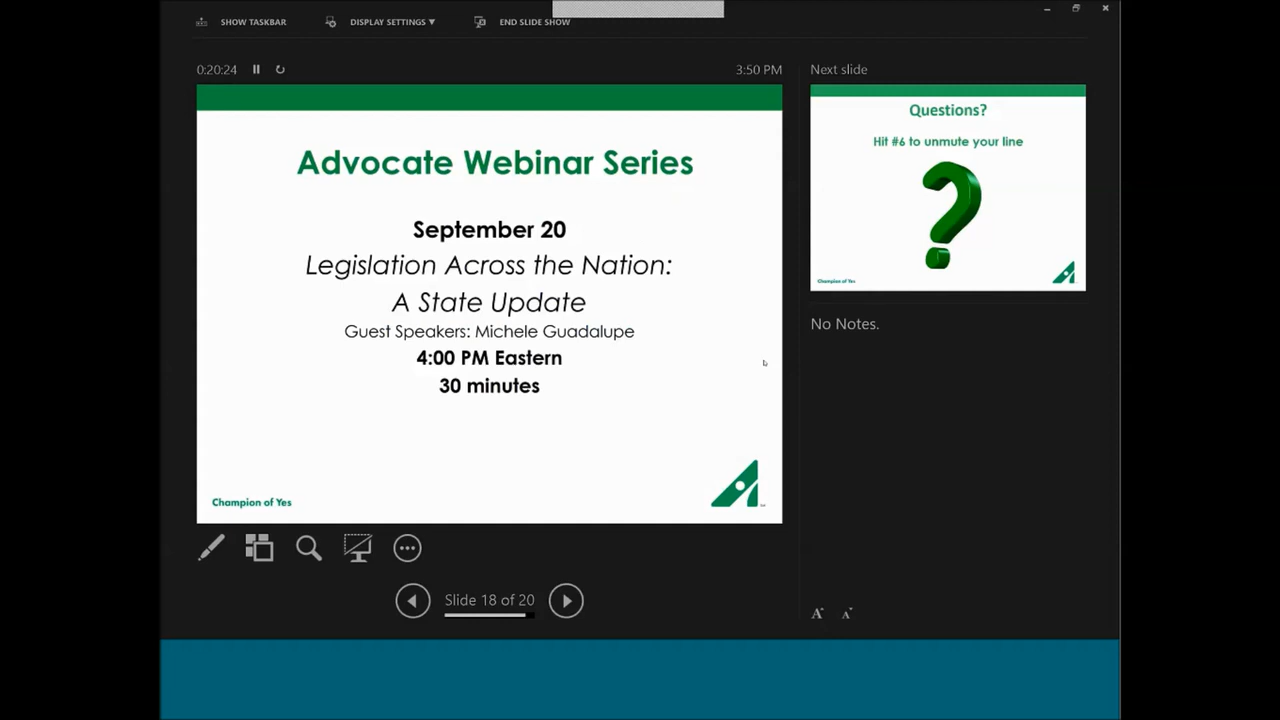 SHOW TASKBAR
DISPLAY SETTINGS ▼
END SLIDE SHOW
0:20:24
3:50 PM
Next slide
Advocate Webinar Series
September 20
Legislation Across the Nation:
A State Update
Guest Speakers: Michele Guadalupe
4:00 PM Eastern
30 minutes
Champion of Yes
Questions?
Hit #6 to unmute your line
?
Champion of Yes
No Notes.
Slide 18 of 20
A
A